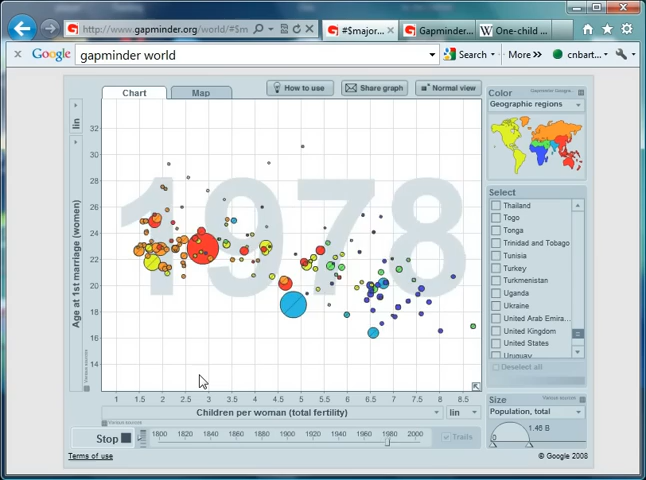 http://www.gapminder.org/world/#$m
#$major...
Gapminder...
One-child ...
Google
gapminder world
Search
More >>
cnbart...
Chart
Map
How to use
Share graph
Normal view
Color
Geographic regions
lin
32
30
28
26
24
22
20
18
16
14
Age at 1st marriage (women)
1978
Select
Thailand
Togo
Tonga
Trinidad and Tobago
Tunisia
Turkey
Turkmenistan
Uganda
Ukraine
United Arab Emira...
United Kingdom
United States
Uruguay
Deselect all
1 1.5 2 2.5 3 3.5 4 4.5 5 5.5 6 6.5 7 7.5 8 8.5
Children per woman (total fertility)
lin
Size
Population, total
1.46 B
0
Stop
1800 1820 1840 1860 1880 1900 1920 1940 1960 1980 2000
Trails
Terms of use
© Google 2008